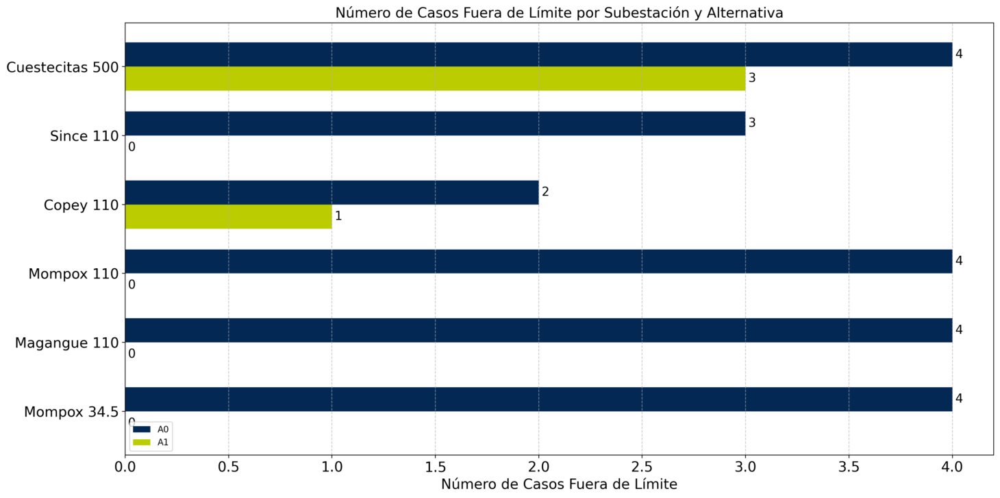 Número de Casos Fuera de Límite por Subestación y Alternativa
Cuestecitas 500
4
3
Since 110
3
0
Copey 110
2
1
Mompox 110
4
0
Magangue 110
4
0
Mompox 34.5
4
0
A0
A1
0.0 0.5 1.0 1.5 2.0 2.5 3.0 3.5 4.0
Número de Casos Fuera de Límite